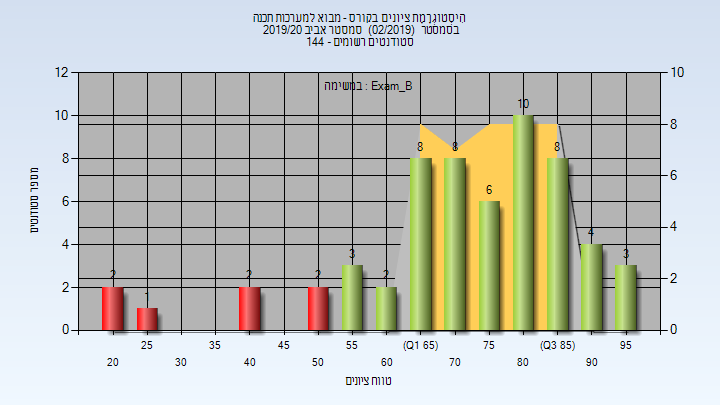 הִיסְטוֹגְרָמַת ציונים בקורס - מבוא למערכות תכנה
בסמסטר (02/2019) סמסטר אביב 2019/20
סטודנטים רשומים - 144
במשימה : Exam_B
12 10 8 6 4 2 0
10 8 6 4 2 0
מספר סטודנטים
2 1 2 2 3 2 8 8 6 10 8 4 3
25 35 45 55 (Q1 65) 75 (Q3 85) 95
20 30 40 50 60 70 80 90
טווח ציונים